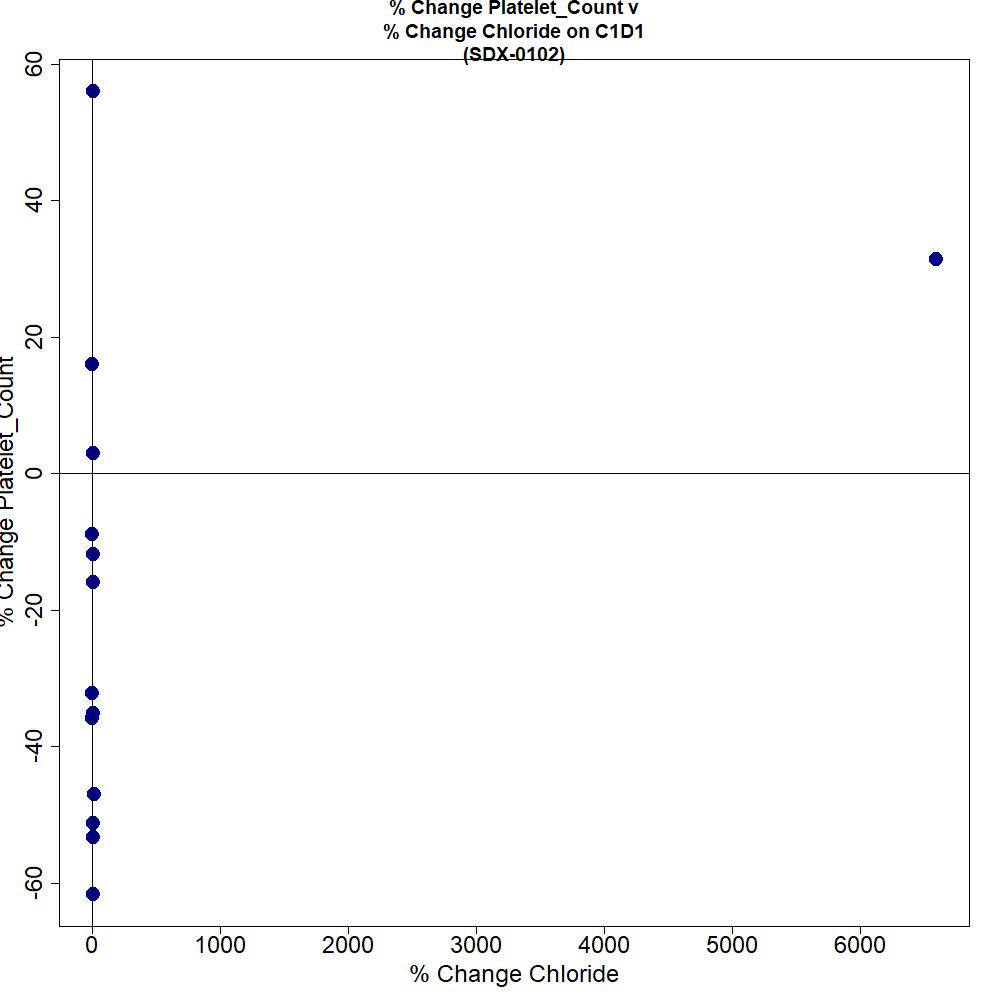 % Change Platelet_Count v
% Change Chloride on C1D1
(SDX-0102)
60
40
20
0
-20
-40
-60
% Change Platelet_Count
0 1000 2000 3000 4000 5000 6000
% Change Chloride